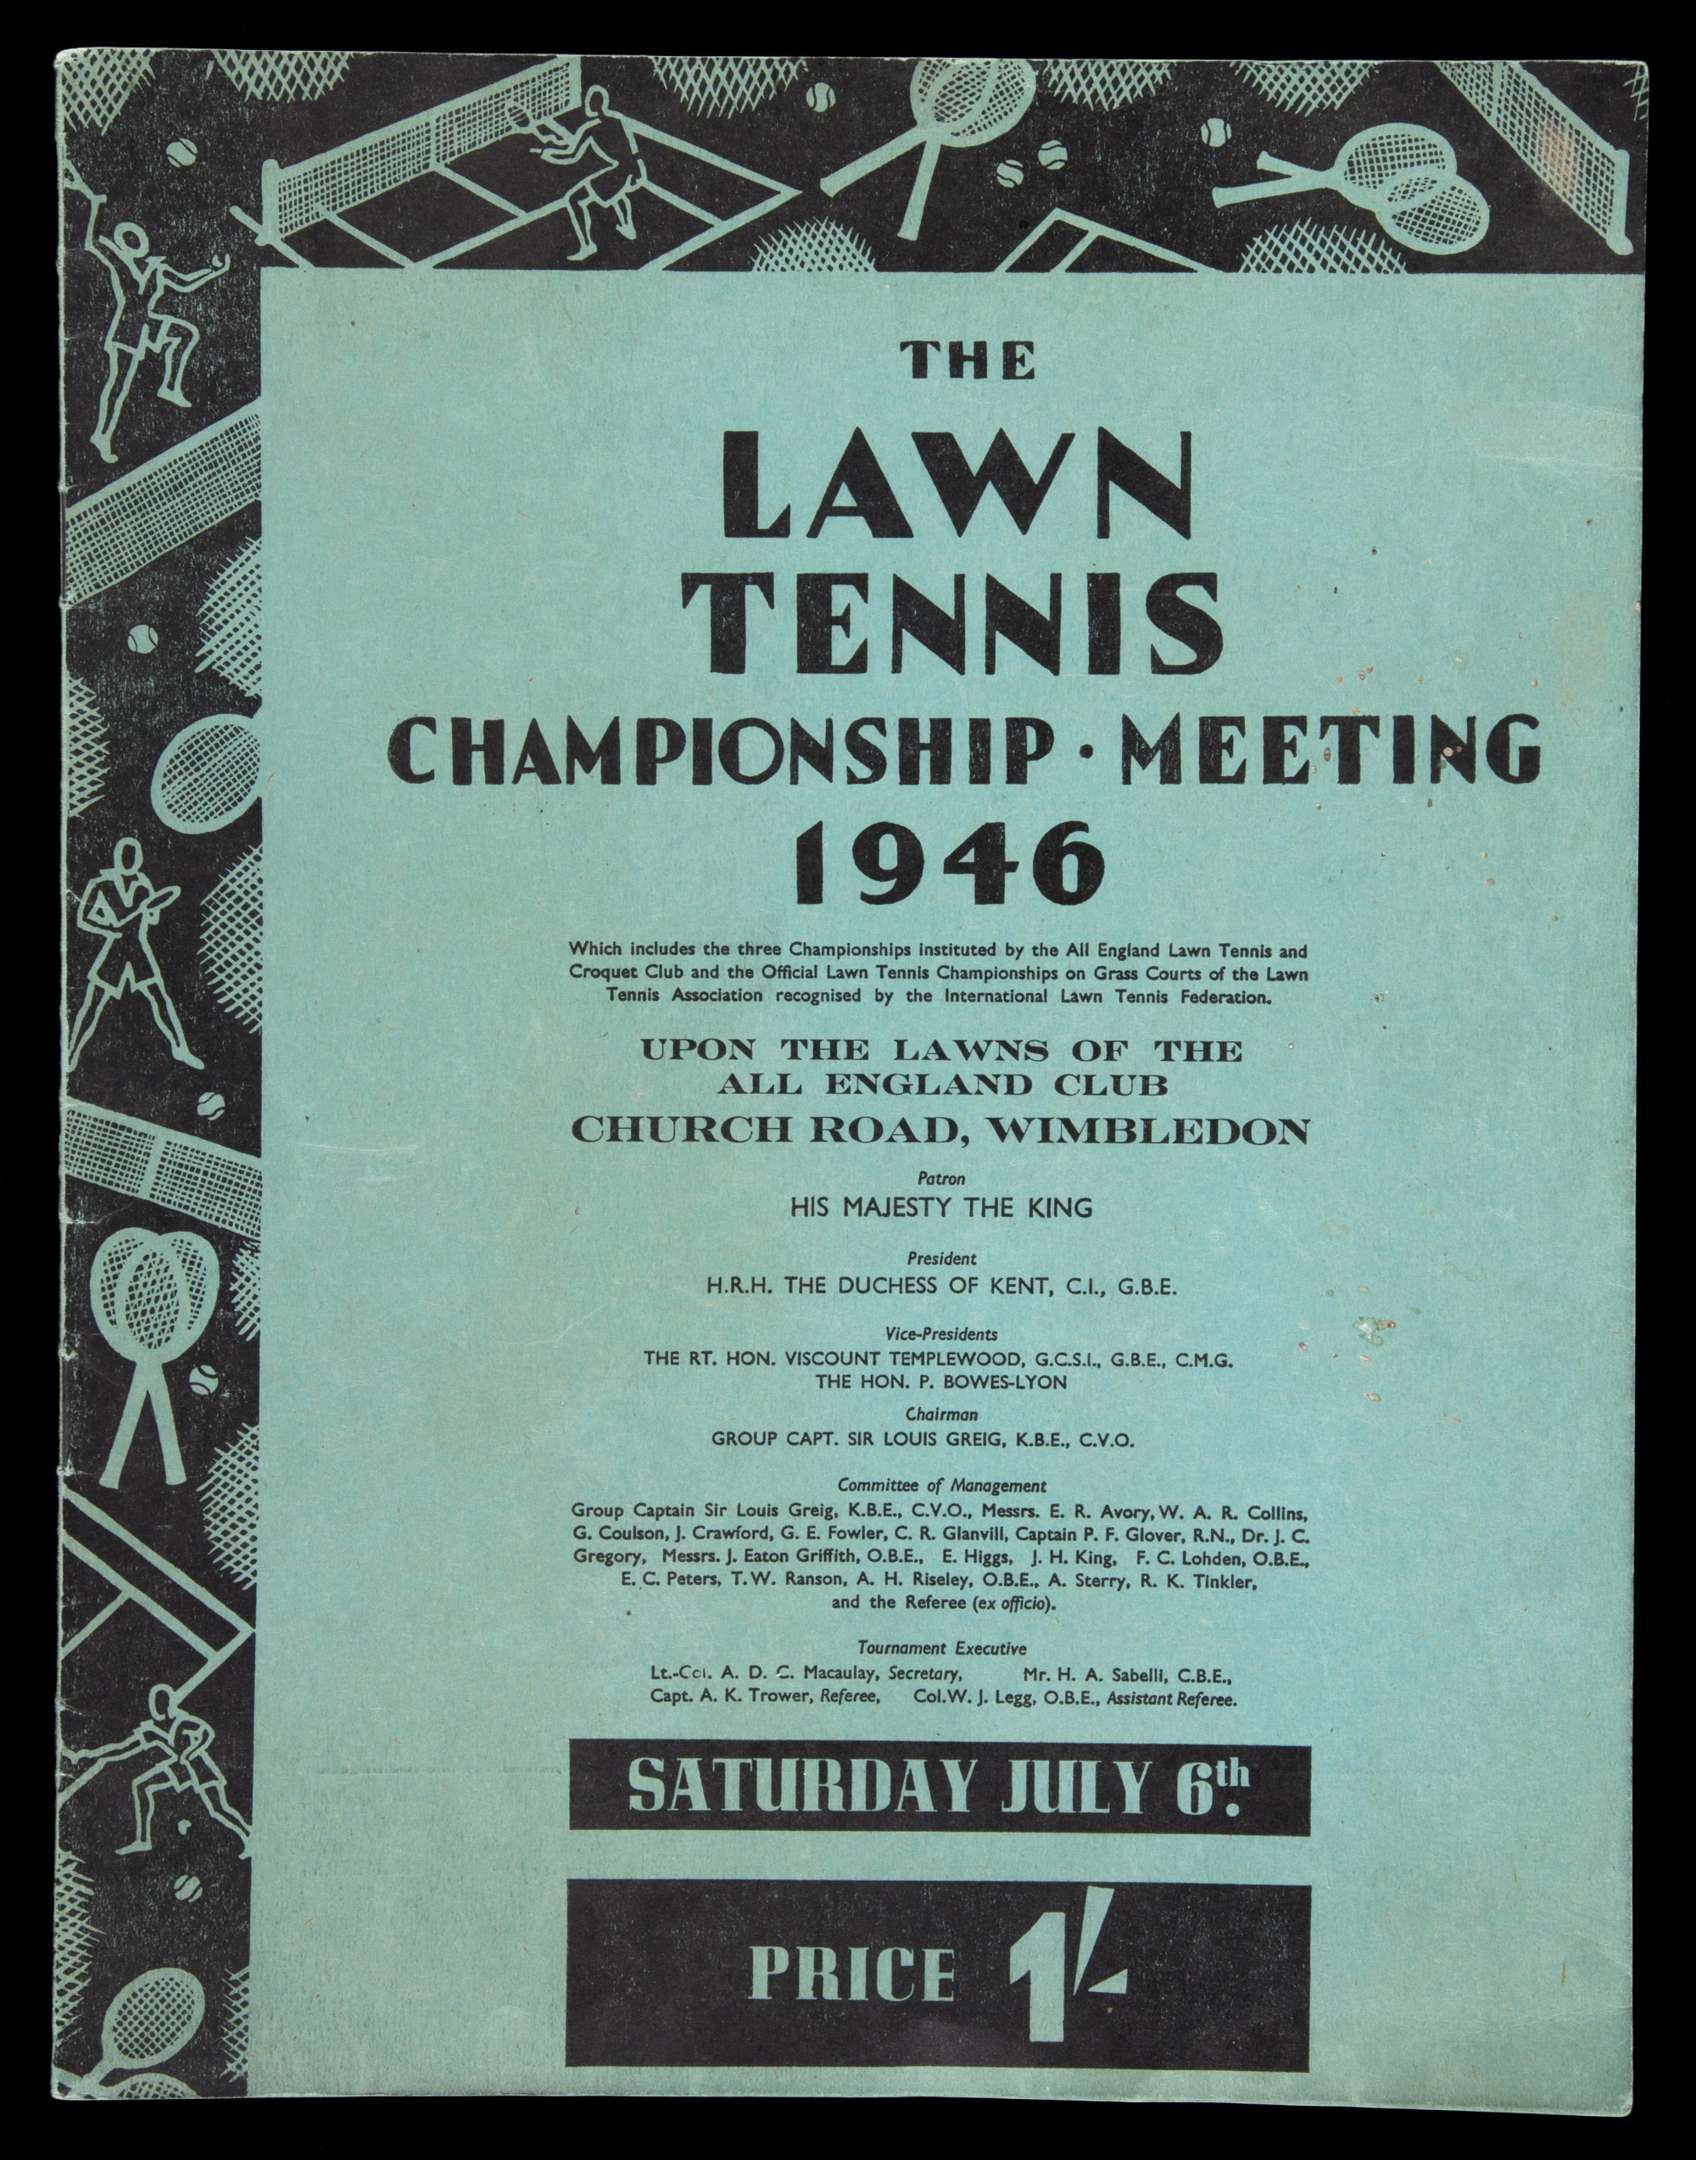 THE
LAWN
TENNIS
CHAMPIONSHIP · MEETING
1946
Which includes the three Championships instituted by the All England Lawn Tennis and
Croquet Club and the Official Lawn Tennis Championships on Grass Courts of the Lawn
Tennis Association recognised by the International Lawn Tennis Federation.
UPON THE LAWNS OF THE
ALL ENGLAND CLUB
CHURCH ROAD, WIMBLEDON
Patron
HIS MAJESTY THE KING
President
H.R.H. THE DUCHESS OF KENT, C.I., G.B.E.
Vice-Presidents
THE RT. HON. VISCOUNT TEMPLEWOOD, G.C.S.I., G.B.E., C.M.G.
THE HON. P. BOWES-LYON
Chairman
GROUP CAPT. SIR LOUIS GREIG, K.B.E., C.V.O.
Committee of Management
Group Captain Sir Louis Greig, K.B.E., C.V.O., Messrs. E. R. Avory, W. A. R. Collins,
G. Coulson, J. Crawford, G. E. Fowler, C. R. Glanvill, Captain P. F. Glover, R.N., Dr. J. C.
Gregory, Messrs. J. Eaton Griffith, O.B.E., E. Higgs, J. H. King, F. C. Lohden, O.B.E.,
E. C. Peters, T. W. Ranson, A. H. Riseley, O.B.E., A. Sterry, R. K. Tinkler,
and the Referee (ex officio).
Tournament Executive
Lt.-Col. A. D. C. Macaulay, Secretary, Mr. H. A. Sabelli, C.B.E.,
Capt. A. K. Trower, Referee, Col. W. J. Legg, O.B.E., Assistant Referee.
SATURDAY JULY 6th.
PRICE 1/-